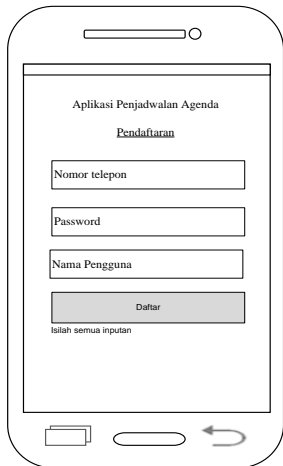 Aplikasi Penjadwalan Agenda
Pendaftaran
Nomor telepon
Password
Nama Pengguna
Daftar
Isilah semua inputan